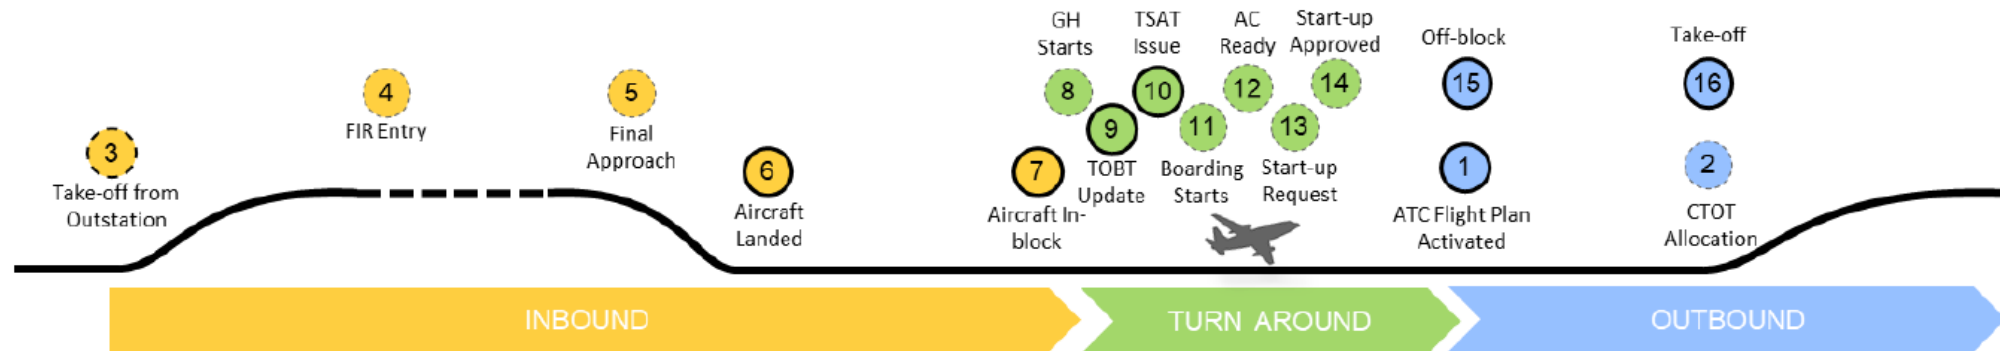 3
Take-off from
Outstation
4
FIR Entry
5
Final
Approach
6
Aircraft
Landed
7
Aircraft In-
block
GH
Starts
8
9
TOBT
Update
TSAT
Issue
10
11
Boarding
Starts
AC
Ready
12
13
Start-up
Request
Start-up
Approved
14
Off-block
15
1
ATC Flight Plan
Activated
Take-off
16
2
CTOT
Allocation
INBOUND
TURN AROUND
OUTBOUND